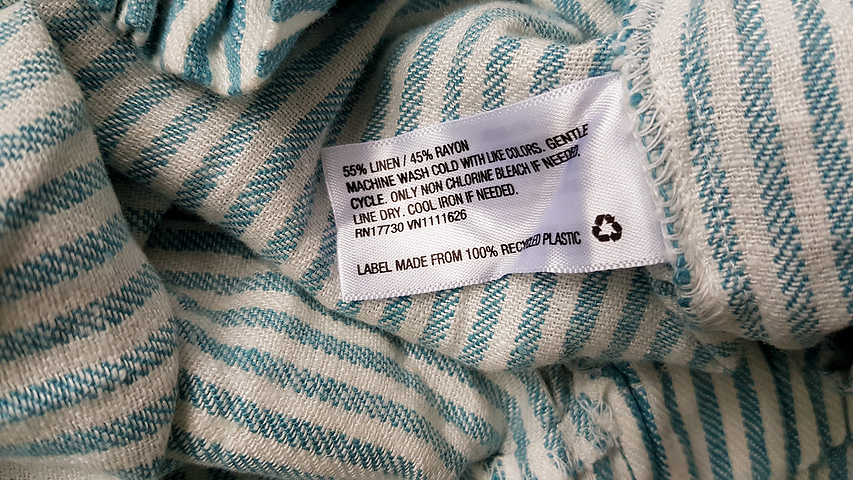 55% LINEN / 45% RAYON
MACHINE WASH COLD WITH LIKE COLORS. GENTLE
CYCLE. ONLY NON CHLORINE BLEACH IF NEEDED.
LINE DRY. COOL IRON IF NEEDED.
RN17730 VN1111626
LABEL MADE FROM 100% RECYCLED PLASTIC